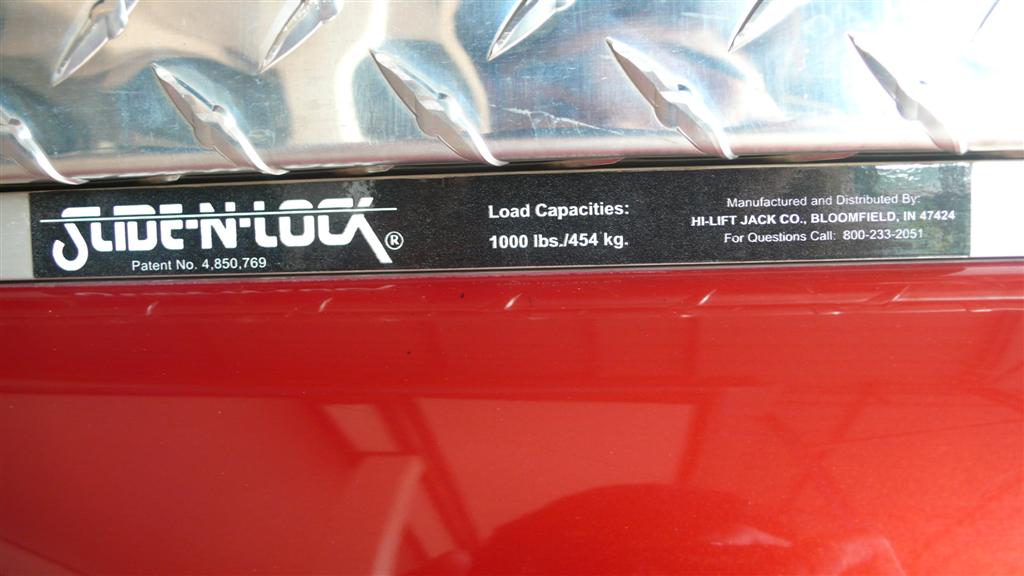 SLIDE-N-LOCK®
Patent No. 4,850,769
Load Capacities:
1000 lbs./454 kg.
Manufactured and Distributed By:
HI-LIFT JACK CO., BLOOMFIELD, IN 47424
For Questions Call: 800-233-2051